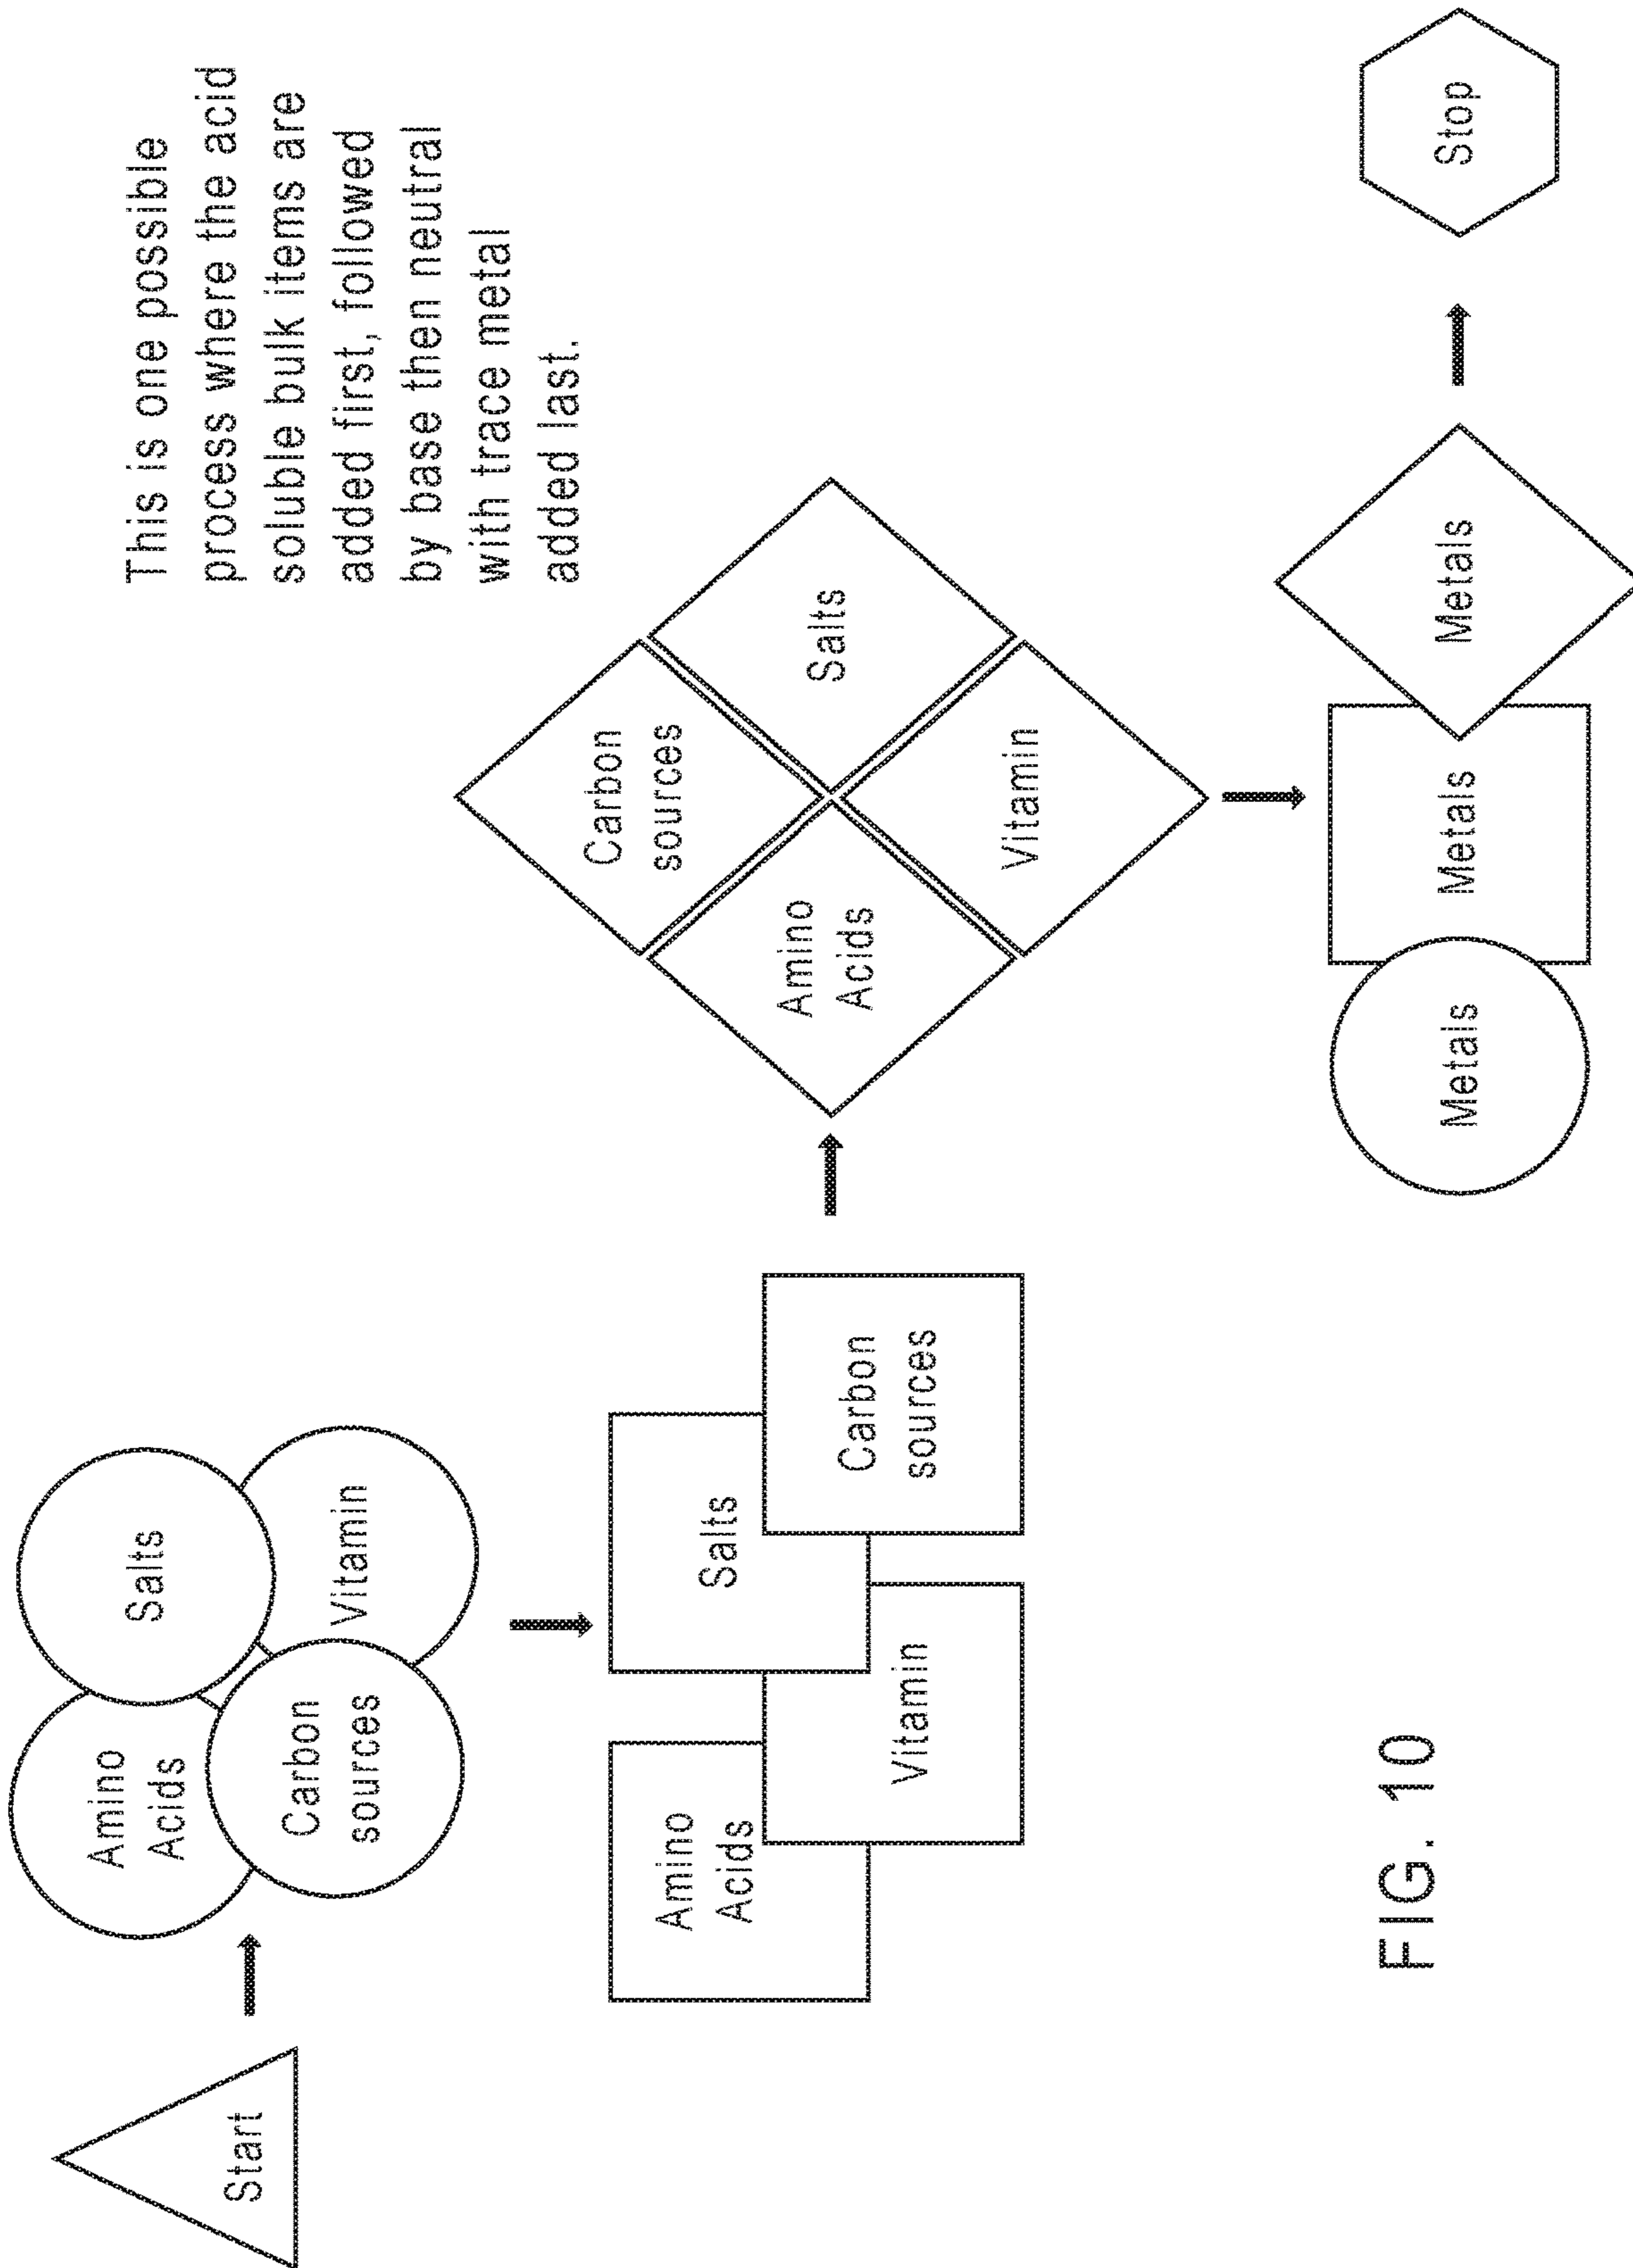 This is one possible
process where the acid
soluble bulk items are
added first, followed
by base then neutral
with trace metal
added last.
Start
Amino
Acids
Salts
Carbon
sources
Vitamin
Amino
Acids
Salts
Vitamin
Carbon
sources
Carbon
sources
Amino
Acids
Salts
Vitamin
Metals
Metals
Metals
Stop
FIG. 10